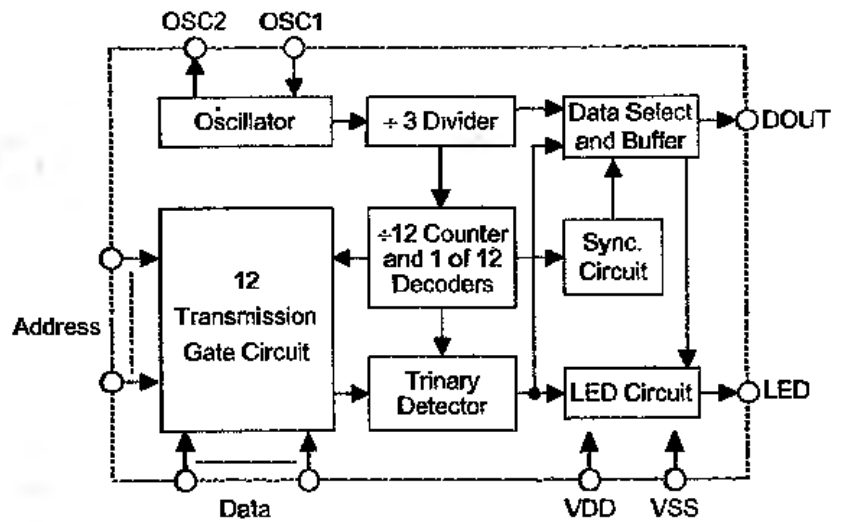 OSC2 OSC1
Oscillator
÷ 3 Divider
Data Select
and Buffer
DOUT
÷12 Counter
and 1 of 12
Decoders
Sync.
Circuit
12
Transmission
Gate Circuit
Address
Trinary
Detector
LED Circuit
LED
Data
VDD VSS